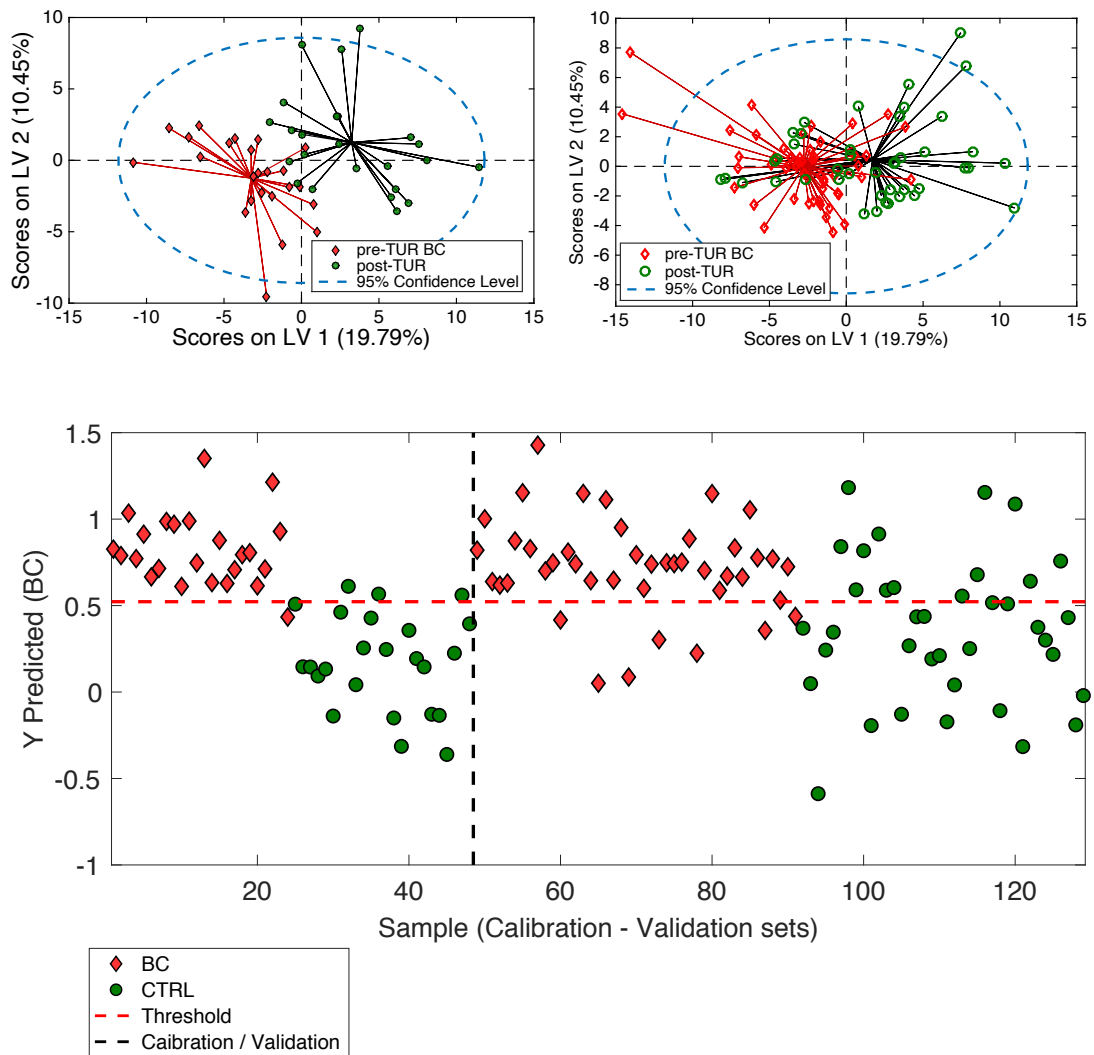 10
5
0
-5
-10
Scores on LV 2 (10.45%)
-15
-10
-5
0
5
10
15
Scores on LV 1 (19.79%)
pre-TUR BC
post-TUR
95% Confidence Level
10
8
6
4
2
0
-2
-4
-6
-8
Scores on LV 2 (10.45%)
-15
-10
-5
0
5
10
15
Scores on LV 1 (19.79%)
pre-TUR BC
post-TUR
95% Confidence Level
1.5
1
0.5
0
-0.5
-1
Y Predicted (BC)
20
40
60
80
100
120
Sample (Calibration - Validation sets)
BC
CTRL
Threshold
Caibration / Validation